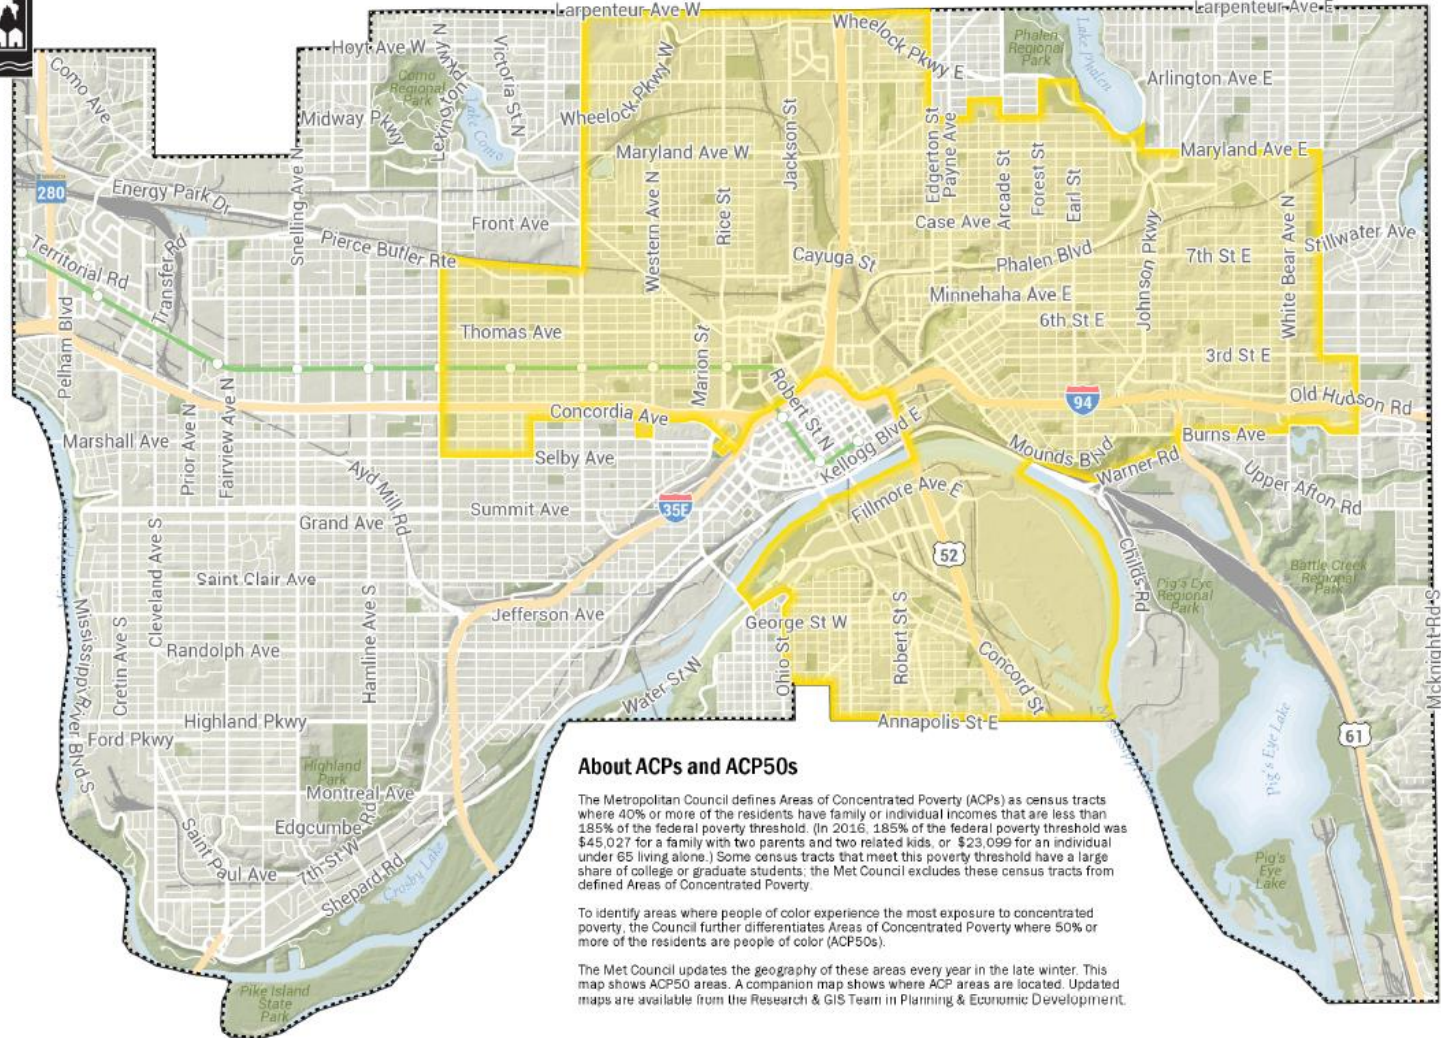 Larpenteur Ave W
Larpenteur Ave E
Hoyt Ave W
Lexington Pkwy N
Victoria St N
Wheelock Pkwy E
Phalen
Regional
Park
Lake Phalen
Como Ave
Como
Regional
Park
Lake Como
Wheelock Pkwy W
Arlington Ave E
Midway Pkwy
Jackson St
Edgerton St
Payne Ave
Maryland Ave W
Maryland Ave E
Snelling Ave N
280
Energy Park Dr
Western Ave N
Rice St
Arcade St
Forest St
Earl St
Front Ave
Case Ave
Johnson Pkwy
White Bear Ave N
Stillwater Ave
Territorial Rd
Transfer Rd
Pierce Butler Rte
Cayuga St
Phalen Blvd
7th St E
Minnehaha Ave E
6th St E
Thomas Ave
Marion St
Pelham Blvd
3rd St E
Robert St N
94
Old Hudson Rd
Prior Ave N
Fairview Ave N
Concordia Ave
Kellogg Blvd E
Marshall Ave
Mounds Blvd
Burns Ave
Selby Ave
Warner Rd
Ayd Mill Rd
Upper Afton Rd
Fillmore Ave E
35E
Summit Ave
Grand Ave
Cleveland Ave S
52
Childs Rd
Battle Creek
Regional
Park
Pig's Eye
Regional
Park
Saint Clair Ave
Mississippi River Blvd S
Cretin Ave S
Hamline Ave S
Jefferson Ave
George St W
Robert St S
Mcknight Rd S
Randolph Ave
Ohio St
Concord St
Water St W
Highland Pkwy
Annapolis St E
Ford Pkwy
61
Pig's Eye Lake
Highland
Park
Montreal Ave
Edgcumbe Rd
Saint Paul Ave
7th St W
Shepard Rd
Crosby Lake
Pig's
Eye
Lake
Pike Island
State
Park
About ACPs and ACP50s
The Metropolitan Council defines Areas of Concentrated Poverty (ACPs) as census tracts
where 40% or more of the residents have family or individual incomes that are less than
185% of the federal poverty threshold. (In 2016, 185% of the federal poverty threshold was
$45,027 for a family with two parents and two related kids, or $23,099 for an individual
under 65 living alone.) Some census tracts that meet this poverty threshold have a large
share of college or graduate students; the Met Council excludes these census tracts from
defined Areas of Concentrated Poverty.
To identify areas where people of color experience the most exposure to concentrated
poverty, the Council further differentiates Areas of Concentrated Poverty where 50% or
more of the residents are people of color (ACP50s).
The Met Council updates the geography of these areas every year in the late winter. This
map shows ACP50 areas. A companion map shows where ACP areas are located. Updated
maps are available from the Research & GIS Team in Planning & Economic Development.